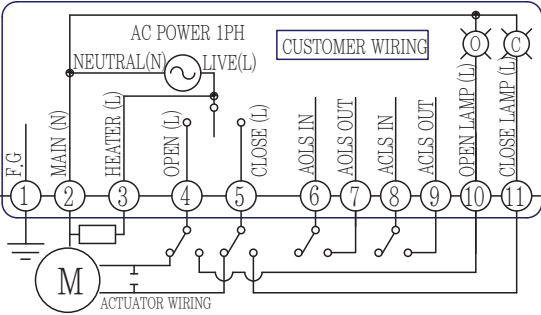 AC POWER 1PH
CUSTOMER WIRING
O
C
NEUTRAL(N)
LIVE(L)
F.G
MAIN (N)
HEATER (L)
OPEN (L)
CLOSE (L)
AOLS IN
AOLS OUT
ACLS IN
ACLS OUT
OPEN LAMP (L)
CLOSE LAMP (L)
1
2
3
4
5
6
7
8
9
10
11
M
ACTUATOR WIRING